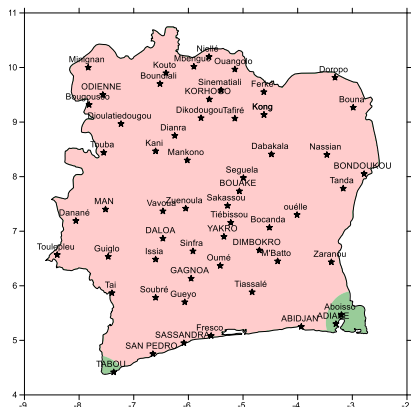 11
Niellé
Minignan
Kouto
Mbengué
Ouangolo
10
Doropo
Boundiali
Sinematiali
ODIENNE
Ferké
KORHOGO
Bougousso
Bouna
Dikodougou
Tafiré
Kong
Djoulatiedougou
9
Dianra
Touba
Kani
Mankono
Dabakala
Nassian
BONDOUKOU
8
Seguela
BOUAKE
Tanda
Vavoua
Zuenoula
Sakassou
MAN
ouélle
Danané
Tiébissou
Bocanda
7
DALOA
YAKRO
Toulepleu
Guiglo
Issia
Sinfra
Oumé
DIMBOKRO
M'Batto
Zaranou
GAGNOA
6
Tai
Soubré
Gueyo
Tiassalé
Aboisso
ABIDJAN
SASSANDRA
Fresco
5
SAN PEDRO
TABOU
4
-9
-8
-7
-6
-5
-4
-3
-2